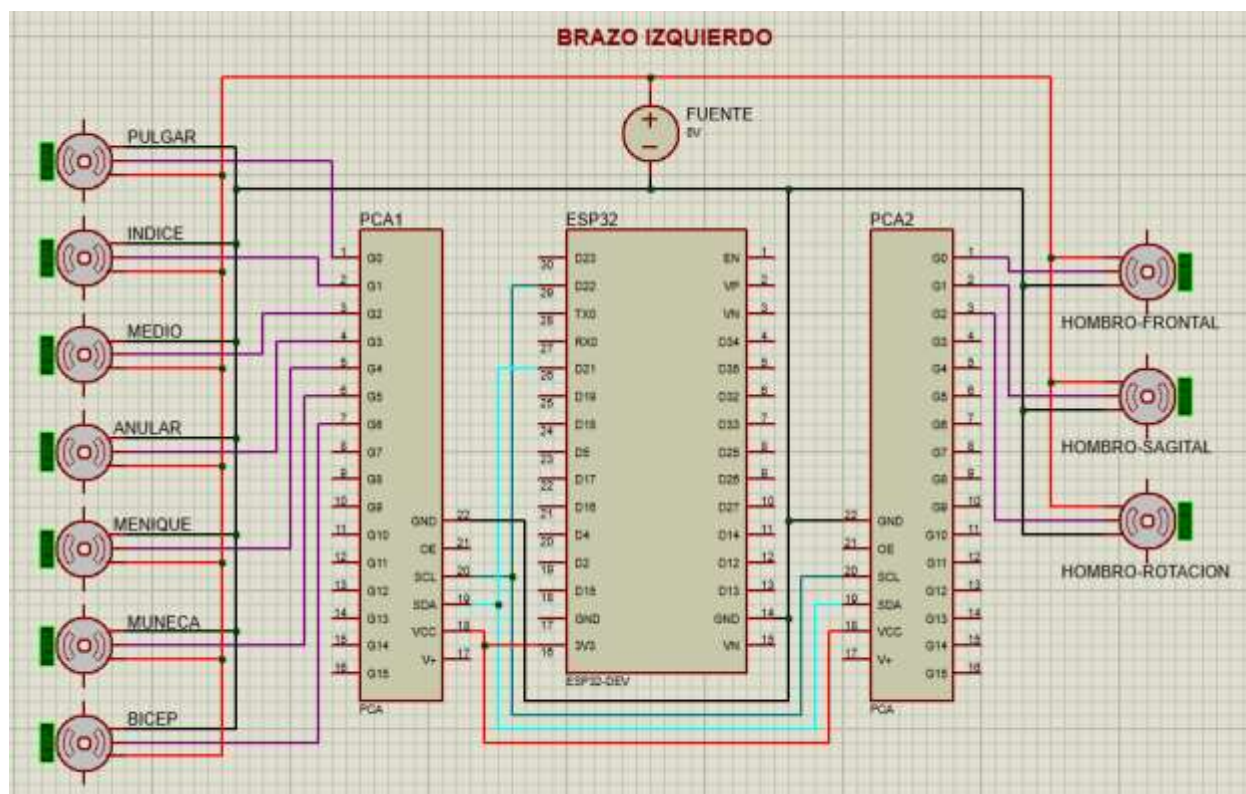 BRAZO IZQUIERDO
FUENTE
PULGAR
INDICE
MEDIO
ANULAR
MENIQUE
MUNECA
BICEP
PCA1
1 G0
2 G1
3 G2
4 G3
5 G4
6 G5
7 G6
8 G7
9 G8
10 G9
11 G10
12 G11
13 G12
14 G13
15 G14
16 G15
GND 22
OE 21
SCL 20
SDA 19
VCC 18
V+ 17
PCA
ESP32
30 D23
29 D22
28 TX0
27 RX0
26 D21
25 D19
24 D18
23 D5
22 D17
21 D16
20 D4
19 D2
18 D15
17 GND
16 3V3
EN 1
VP 2
VN 3
D34 4
D35 5
D32 6
D33 7
D25 8
D26 9
D27 10
D14 11
D12 12
D13 13
GND 14
VN 15
ESP32-DEV
PCA2
G0 1
G1 2
G2 3
G3 4
G4 5
G5 6
G6 7
G7 8
G8 9
G9 10
G10 11
G11 12
G12 13
G13 14
G14 15
G15 16
22 GND
21 OE
20 SCL
19 SDA
18 VCC
17 V+
PCA
HOMBRO-FRONTAL
HOMBRO-SAGITAL
HOMBRO-ROTACION